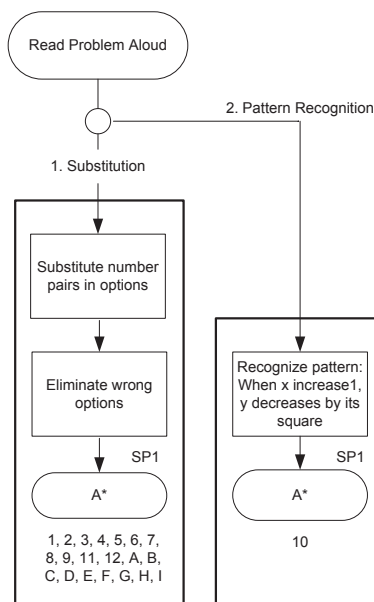 Read Problem Aloud
2. Pattern Recognition
1. Substitution
Substitute number
pairs in options
Eliminate wrong
options
SP1
A*
1, 2, 3, 4, 5, 6, 7,
8, 9, 11, 12, A, B,
C, D, E, F, G, H, I
Recognize pattern:
When x increase1,
y decreases by its
square
SP1
A*
10